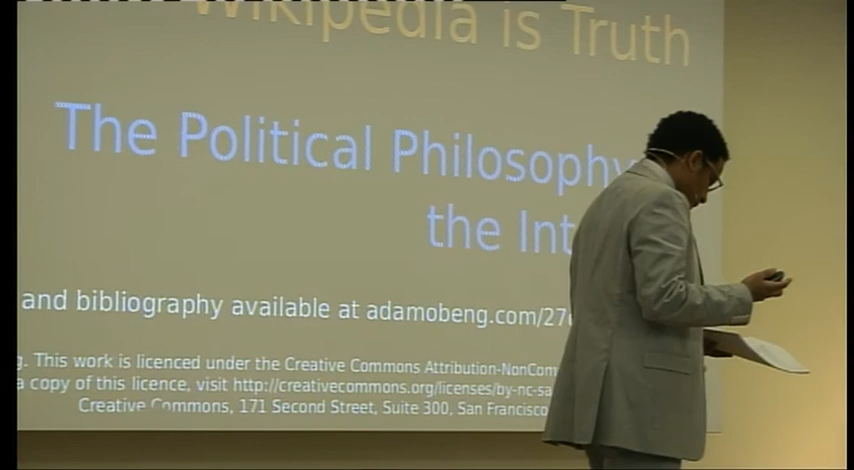 Wikipedia is Truth
The Political Philosophy
the Int
and bibliography available at adamobeng.com/27
g. This work is licenced under the Creative Commons Attribution-NonCom
a copy of this licence, visit http://creativecommons.org/licenses/by-nc-sa
Creative Commons, 171 Second Street, Suite 300, San Francisco